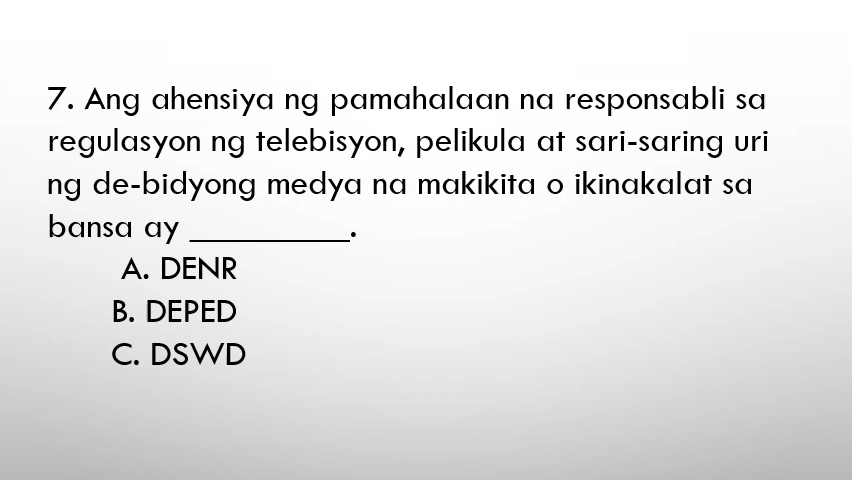 7. Ang ahensiya ng pamahalaan na responsabli sa
regulasyon ng telebisyon, pelikula at sari-saring uri
ng de-bidyong medya na makikita o ikinakalat sa
bansa ay __________.
A. DENR
B. DEPED
C. DSWD